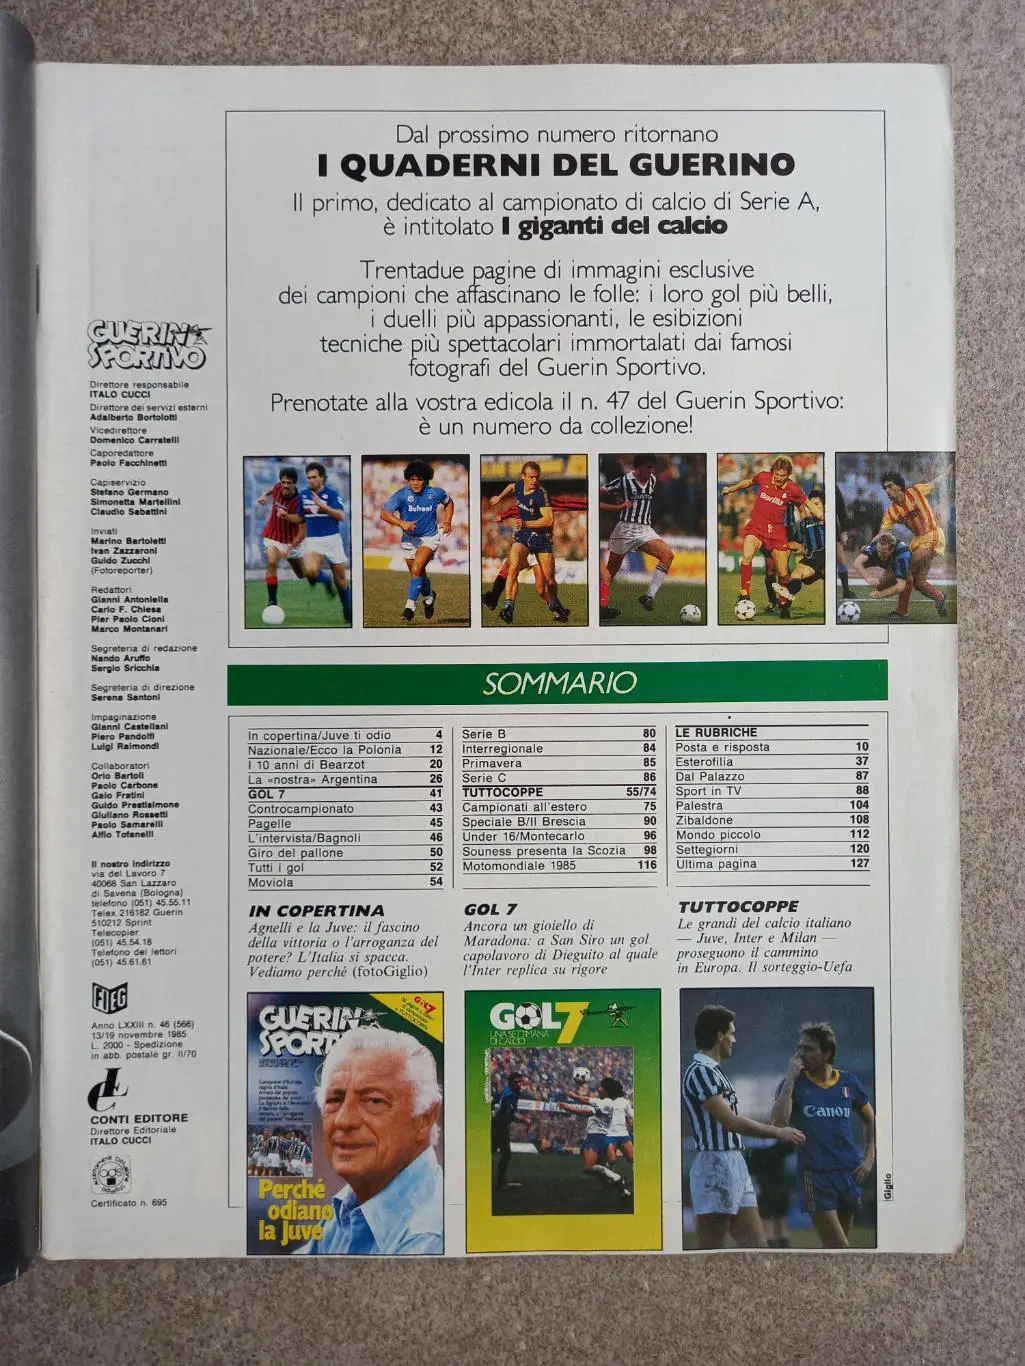 Dal prossimo numero ritornano
I QUADERNI DEL GUERINO
Il primo, dedicato al campionato di calcio di Serie A,
è intitolato I giganti del calcio
Trentadue pagine di immagini esclusive
dei campioni che affascinano le folle: i loro gol più belli,
i duelli più appassionanti, le esibizioni
tecniche più spettacolari immortalati dai famosi
fotografi del Guerin Sportivo.
Prenotate alla vostra edicola il n. 47 del Guerin Sportivo:
è un numero da collezione!
GUERIN
SPORTIVO
Direttore responsabile
ITALO CUCCI
Direttore dei servizi esterni
Adalberto Bortolotti
Vicedirettore
Domenico Carratelli
Caporedattore
Paolo Facchinetti
Capiservizio
Stefano Germano
Simonetta Martellini
Claudio Sabattini
Inviati
Marino Bartoletti
Ivan Zazzaroni
Guido Zucchi
(Fotoreporter)
Redattori
Gianni Antoniella
Carlo F. Chiesa
Pier Paolo Cioni
Marco Montanari
Segreteria di redazione
Nando Aruffo
Sergio Sricchia
Segreteria di direzione
Serena Santoni
Impaginazione
Gianni Castellani
Piero Pandolfi
Luigi Raimondi
Collaboratori
Orio Bartoli
Paolo Carbone
Gaio Fratini
Guido Prestisimone
Giuliano Rossetti
Paolo Samarelli
Alfio Tofanelli
Il nostro indirizzo
via del Lavoro 7
40068 San Lazzaro
di Savena (Bologna)
telefono (051) 45.55.11
Telex 216182 Guerin
510212 Sprint
Telecopier
(051) 45.54.18
Telefono dei lettori
(051) 45.61.61
FIEG
Anno LXXIII n. 46 (566)
13/19 novembre 1985
L. 2000 - Spedizione
in abb. postale gr. II/70
CONTI EDITORE
Direttore Editoriale
ITALO CUCCI
ads
Certificato n. 695
Buitoni
Canon
Barilla
SOMMARIO
In copertina/Juve ti odio 4
Nazionale/Ecco la Polonia 12
I 10 anni di Bearzot 20
La «nostra» Argentina 26
GOL 7 41
Controcampionato 43
Pagelle 45
L'intervista/Bagnoli 46
Giro del pallone 50
Tutti i gol 52
Moviola 54
Serie B 80
Interregionale 84
Primavera 85
Serie C 86
TUTTOCOPPE 55/74
Campionati all'estero 75
Speciale B/Il Brescia 90
Under 16/Montecarlo 96
Souness presenta la Scozia 98
Motomondiale 1985 116
LE RUBRICHE
Posta e risposta 10
Esterofilia 37
Dal Palazzo 87
Sport in TV 88
Palestra 104
Zibaldone 108
Mondo piccolo 112
Settegiorni 120
Ultima pagina 127
IN COPERTINA
Agnelli e la Juve: il fascino
della vittoria o l'arroganza del
potere? L'Italia si spacca.
Vediamo perché (fotoGiglio)
GOL 7
Ancora un gioiello di
Maradona: a San Siro un gol
capolavoro di Dieguito al quale
l'Inter replica su rigore
TUTTOCOPPE
Le grandi del calcio italiano
— Juve, Inter e Milan —
proseguono il cammino
in Europa. Il sorteggio-Uefa
GUERIN
SPORTIVO
GOL 7
Perché
odiano
la Juve
GOL 7
UNA SETTIMANA
DI CALCIO
Canon
Giglio